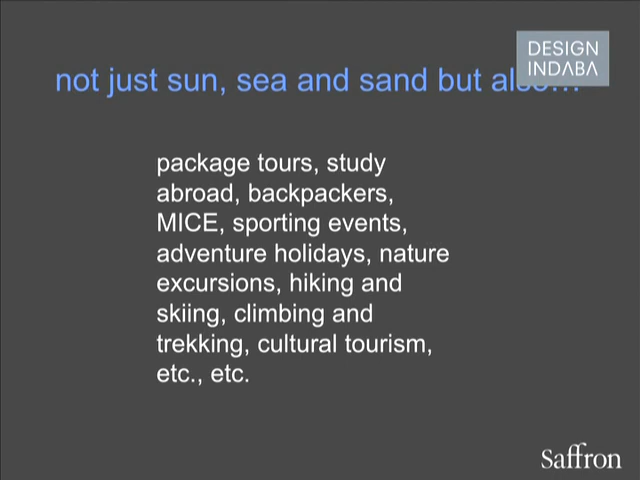 DESIGN
INDABA
not just sun, sea and sand but also...
package tours, study
abroad, backpackers,
MICE, sporting events,
adventure holidays, nature
excursions, hiking and
skiing, climbing and
trekking, cultural tourism,
etc., etc.
Saffron